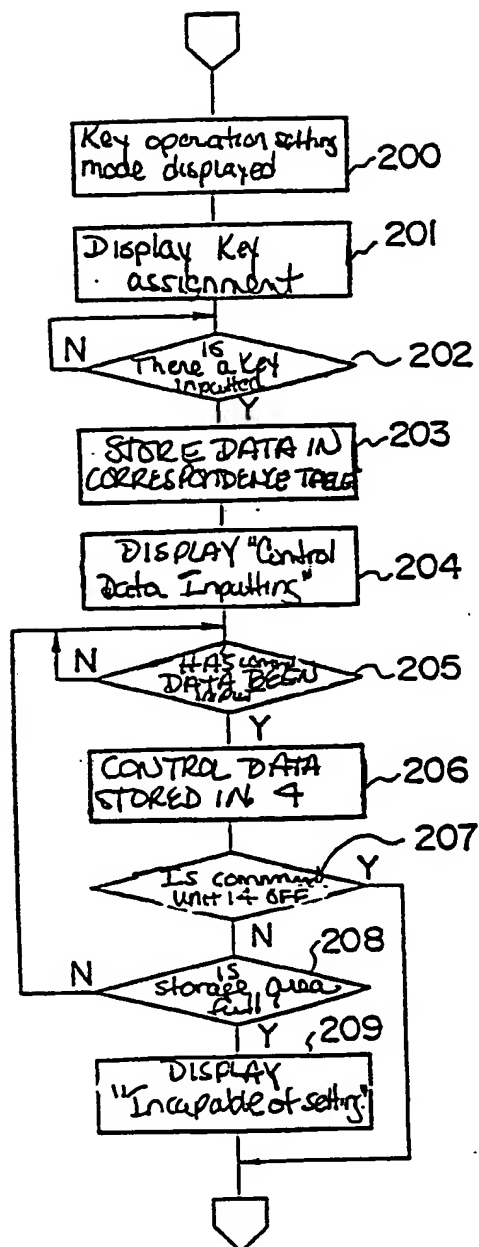 Key operation setting
mode displayed
200
Display Key
assignment
201
N
Is
There a Key
inputted
202
Y
STORE DATA IN
CORRESPONDENCE TABLE
203
DISPLAY "Control
Data Inputting"
204
N
HAS
DATA BEEN
input
205
Y
CONTROL DATA
STORED IN 4
206
207
Is command
unit 14 OFF
Y
N
208
N
is
storage area
full
Y
209
DISPLAY
"Incapable of setting"